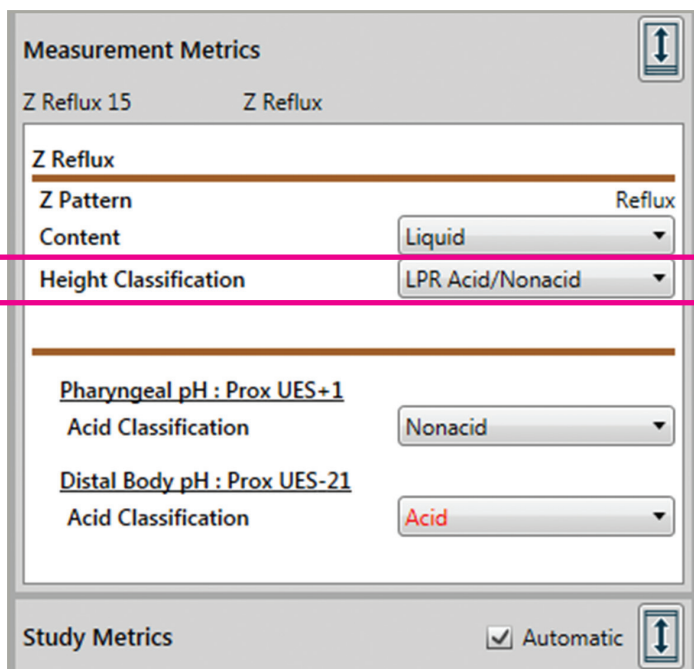 Measurement Metrics
Z Reflux 15 Z Reflux
Z Reflux
Z Pattern Reflux
Content Liquid
Height Classification LPR Acid/Nonacid
Pharyngeal pH : Prox UES+1
Acid Classification Nonacid
Distal Body pH : Prox UES-21
Acid Classification Acid
Study Metrics Automatic